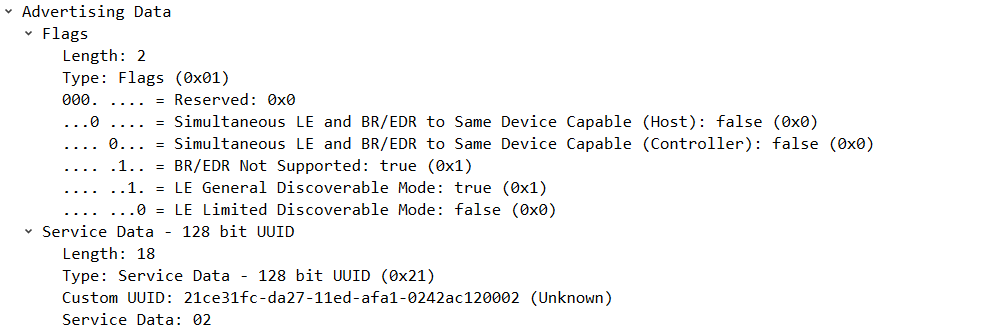 Advertising Data
Flags
Length: 2
Type: Flags (0x01)
000. .... = Reserved: 0x0
...0 .... = Simultaneous LE and BR/EDR to Same Device Capable (Host): false (0x0)
.... 0... = Simultaneous LE and BR/EDR to Same Device Capable (Controller): false (0x0)
.... .1.. = BR/EDR Not Supported: true (0x1)
.... ..1. = LE General Discoverable Mode: true (0x1)
.... ...0 = LE Limited Discoverable Mode: false (0x0)
Service Data - 128 bit UUID
Length: 18
Type: Service Data - 128 bit UUID (0x21)
Custom UUID: 21ce31fc-da27-11ed-afa1-0242ac120002 (Unknown)
Service Data: 02